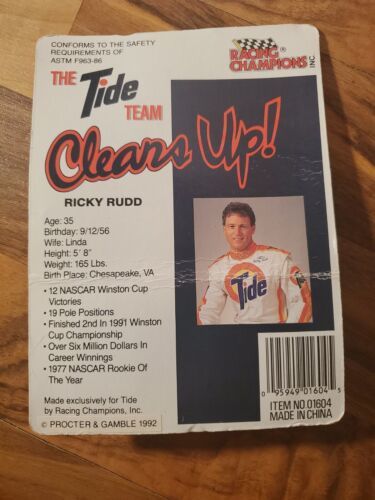 CONFORMS TO THE SAFETY
REQUIREMENTS OF
ASTM F963-86
RACING ®
CHAMPIONS INC.
THE Tide TEAM
Cleans Up!
RICKY RUDD
Age: 35
Birthday: 9/12/56
Wife: Linda
Height: 5' 8"
Weight: 165 Lbs.
Birth Place: Chesapeake, VA
• 12 NASCAR Winston Cup
Victories
• 19 Pole Positions
• Finished 2nd In 1991 Winston
Cup Championship
• Over Six Million Dollars In
Career Winnings
• 1977 NASCAR Rookie Of
The Year
Made exclusively for Tide
by Racing Champions, Inc.
© PROCTER & GAMBLE 1992
Tide
0 95949 01604 5
ITEM NO.01604
MADE IN CHINA